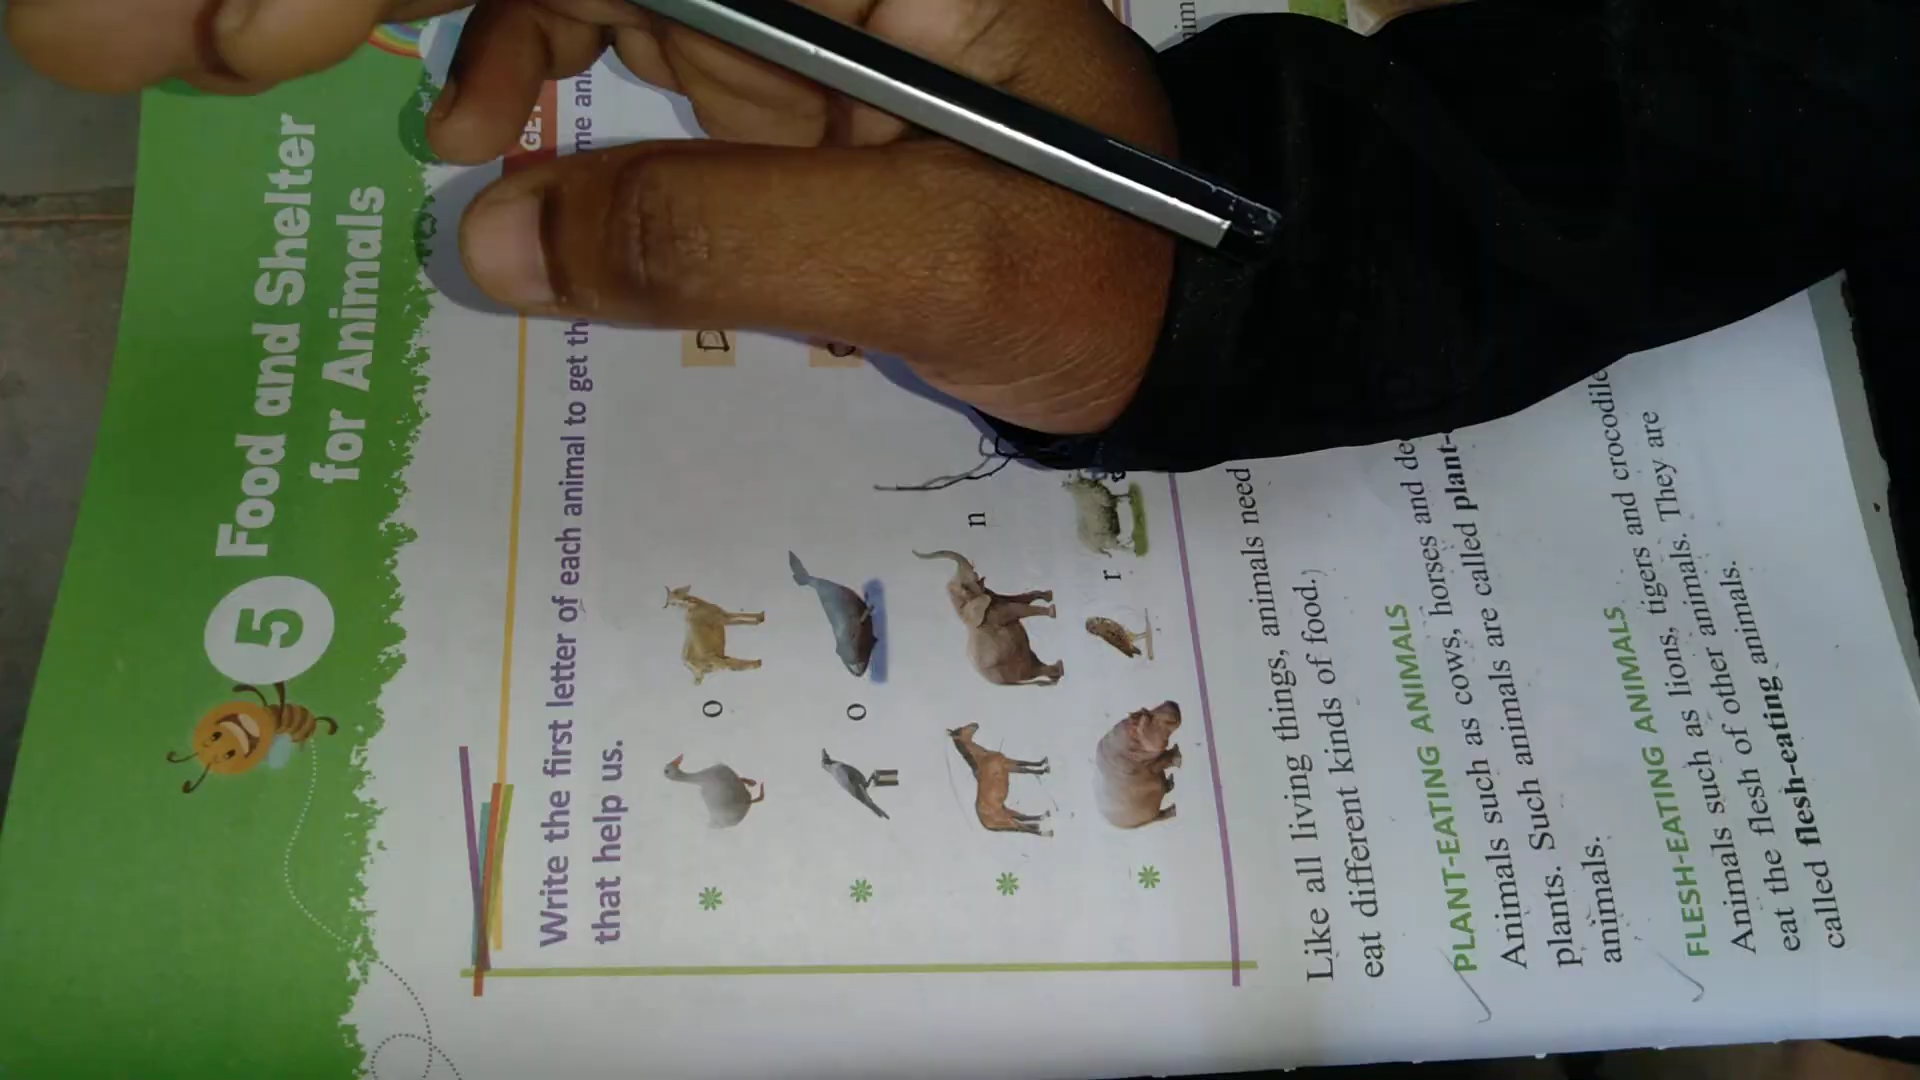 5
Food and Shelter
for Animals
GET
Write the first letter of each animal to get th me ani
that help us.
o
D
o
n
r
Like all living things, animals need
eat different kinds of food.
PLANT-EATING ANIMALS
Animals such as cows, horses and de
plants. Such animals are called plant-
animals.
FLESH-EATING ANIMALS
Animals such as lions, tigers and crocodile
eat the flesh of other animals. They are
called flesh-eating animals.